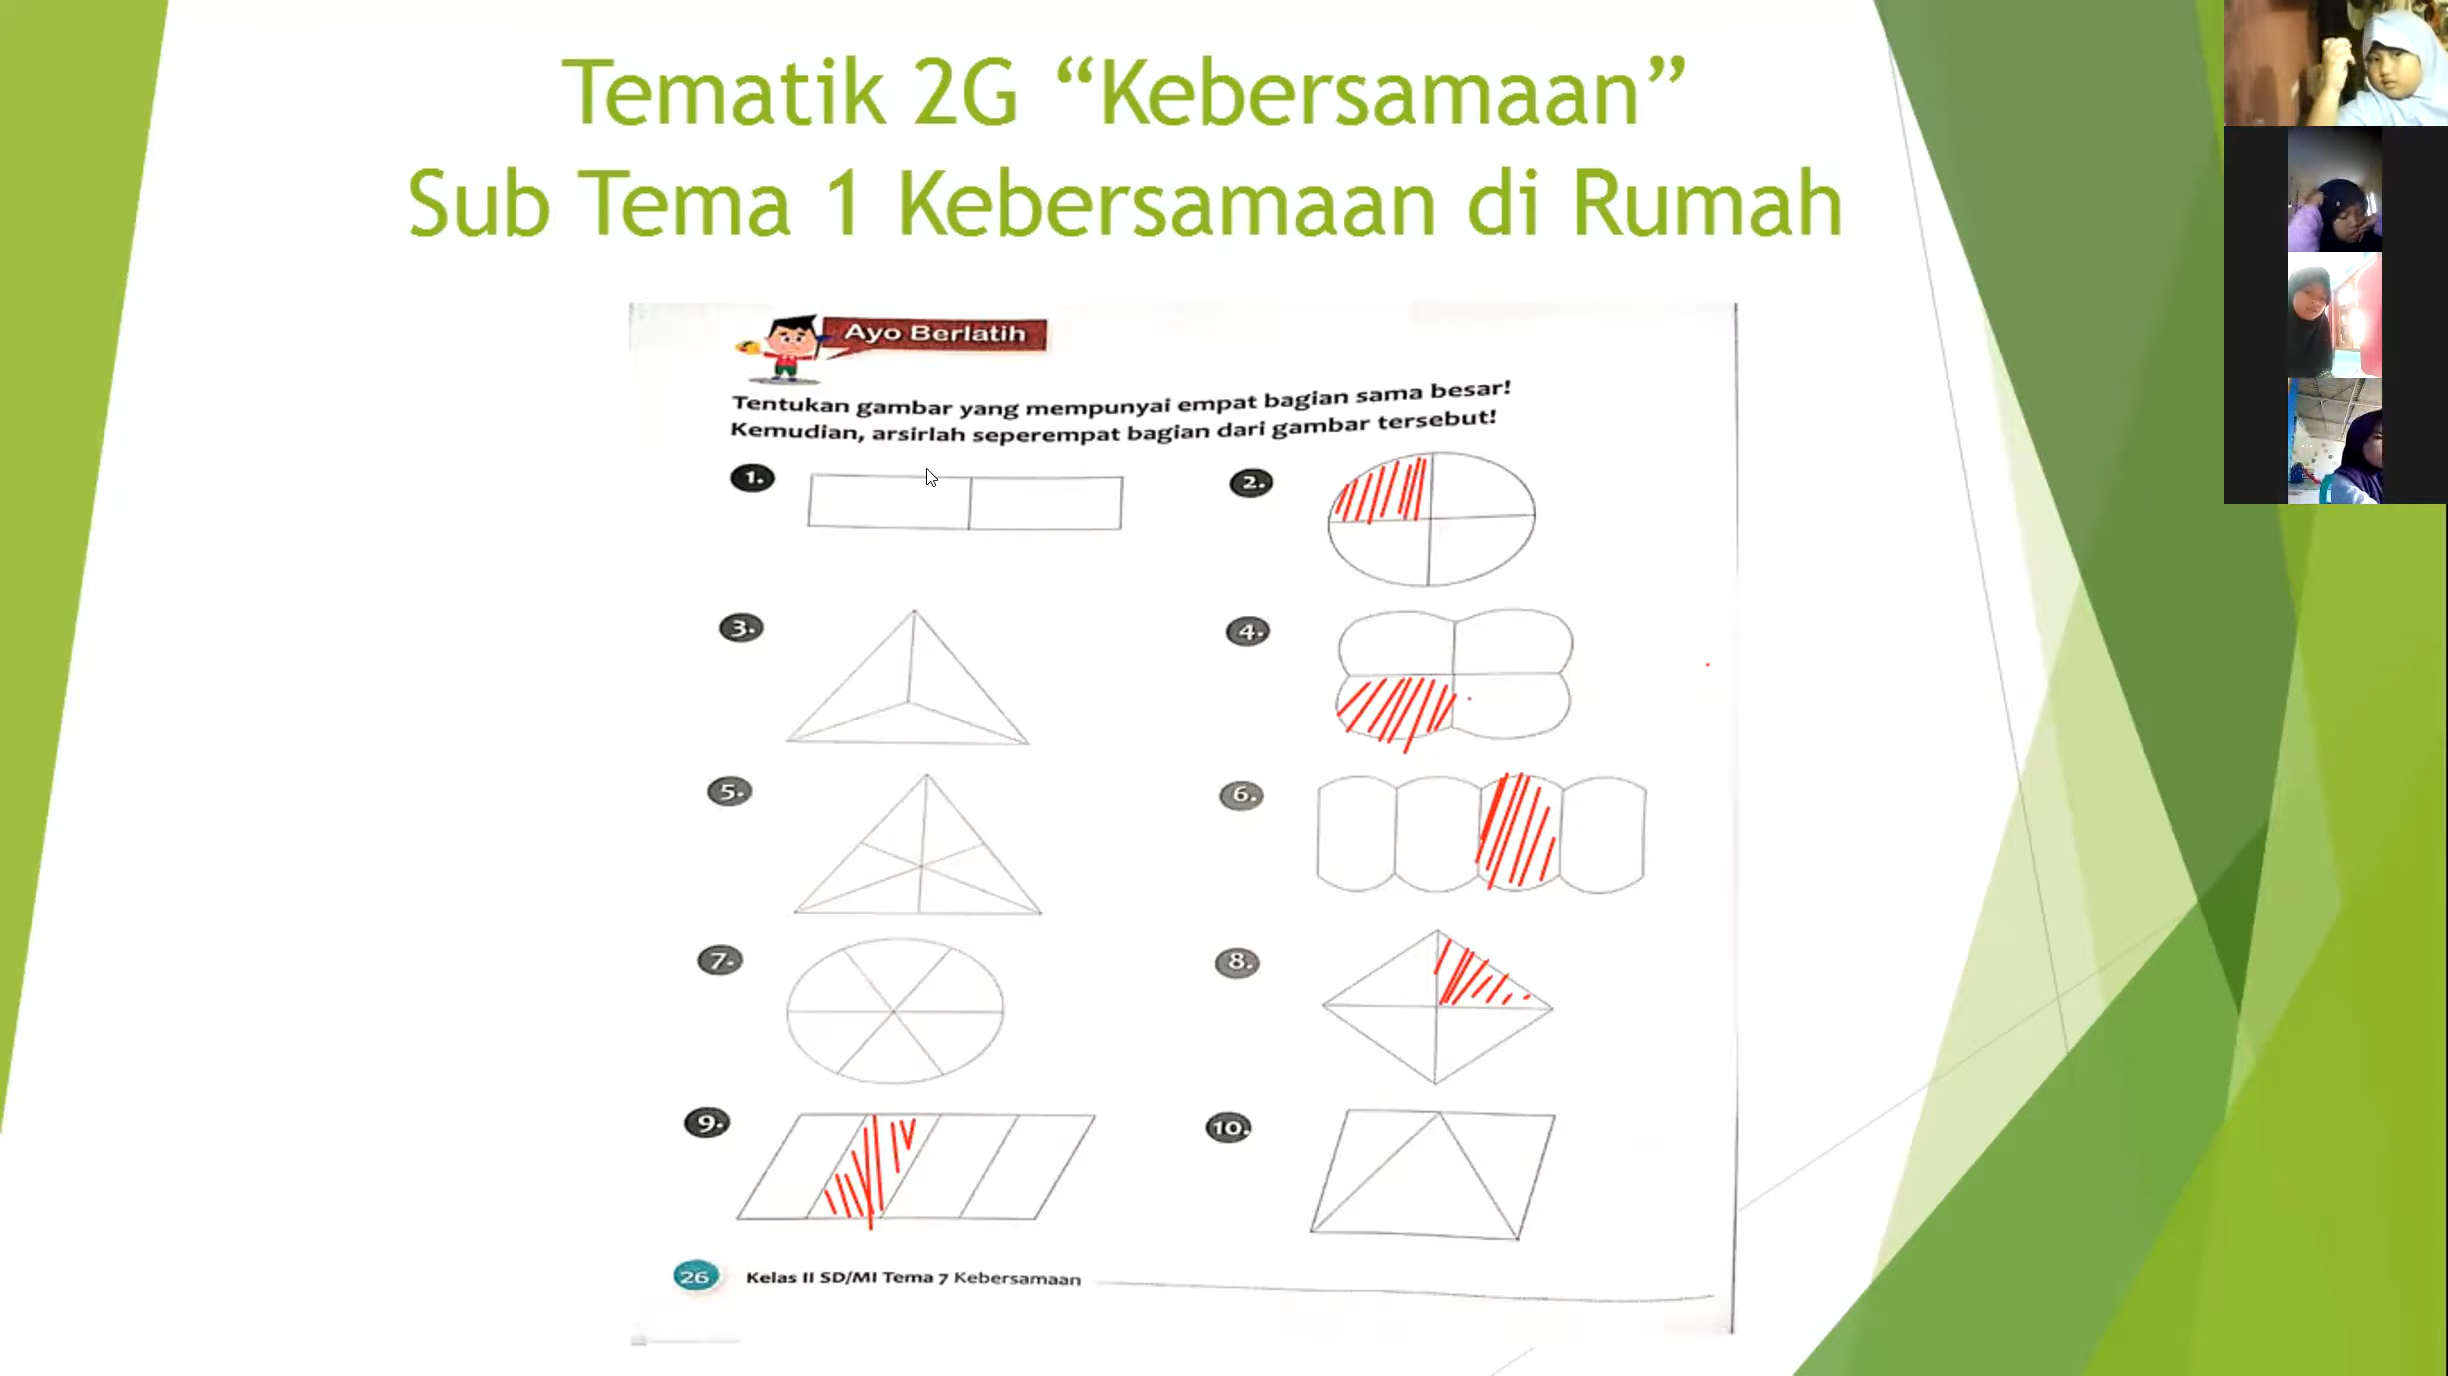 Tematik 2G “Kebersamaan”
Sub Tema 1 Kebersamaan di Rumah
Ayo Berlatih
Tentukan gambar yang mempunyai empat bagian sama besar!
Kemudian, arsirlah seperempat bagian dari gambar tersebut!
1.
2.
3.
4.
5.
6.
7.
8.
9.
10.
26 Kelas II SD/MI Tema 7 Kebersamaan